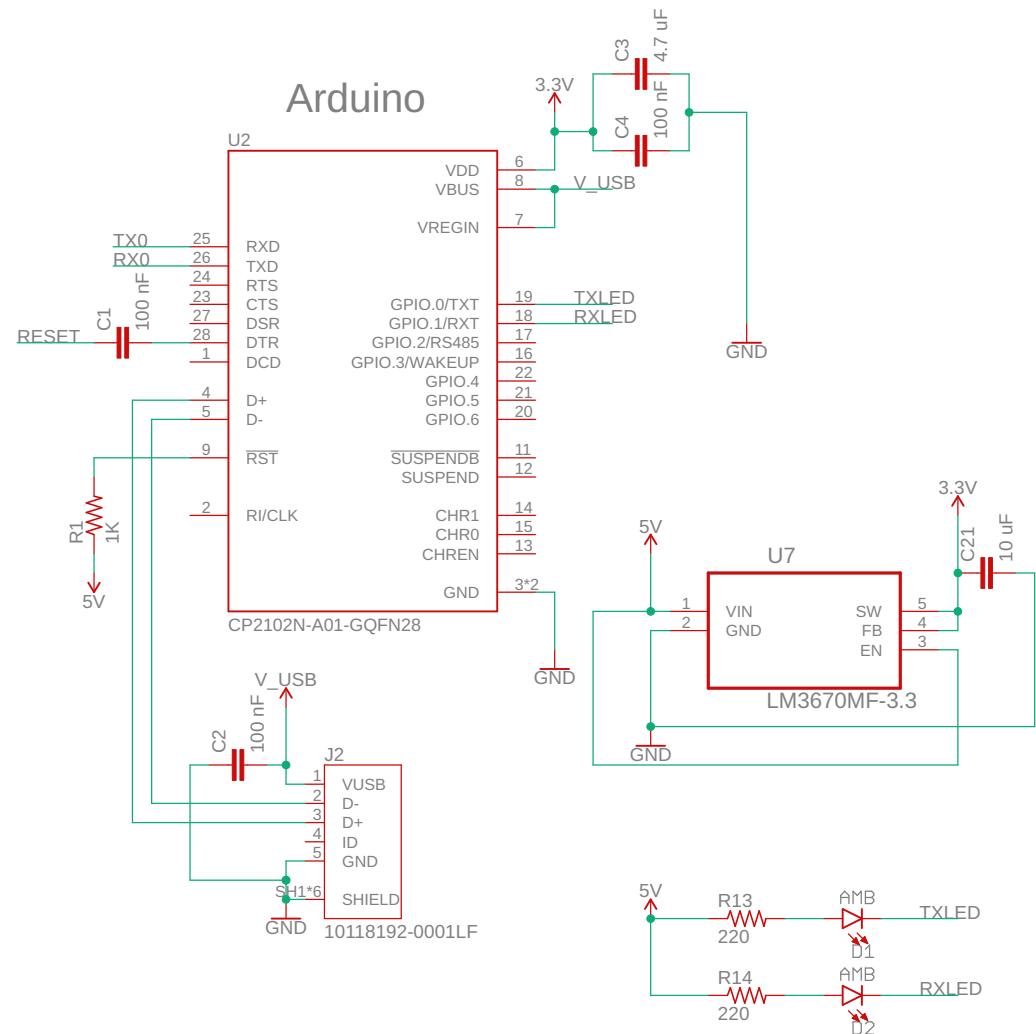 Arduino
U2
C3
4.7 uF
3.3V
C4
100 nF
VDD 6
VBUS 8
V_USB
VREGIN 7
TX0 25 RXD
RX0 26 TXD
24 RTS
23 CTS
27 DSR
RESET
C1
100 nF
28 DTR
1 DCD
GPIO.0/TXT 19 TXLED
GPIO.1/RXT 18 RXLED
GPIO.2/RS485 17
GPIO.3/WAKEUP 16
GPIO.4 22
GPIO.5 21
GPIO.6 20
GND
4 D+
5 D-
9 RST
SUSPENDB 11
SUSPEND 12
2 RI/CLK
CHR1 14
CHR0 15
CHREN 13
GND 3*2
R1
1K
5V
CP2102N-A01-GQFN28
GND
3.3V
5V
U7
C21
10 uF
1 VIN
2 GND
SW 5
FB 4
EN 3
LM3670MF-3.3
GND
V_USB
C2
100 nF
J2
1 VUSB
2 D-
3 D+
4 ID
5 GND
SH1*6 SHIELD
GND
10118192-0001LF
5V
R13
220
AMB
D1
TXLED
R14
220
AMB
D2
RXLED